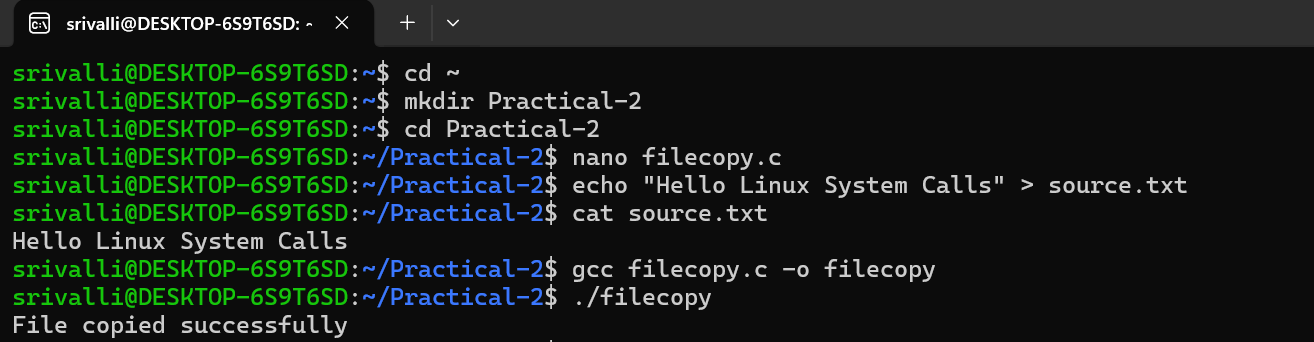 srivalli@DESKTOP-6S9T6SD: ~
srivalli@DESKTOP-6S9T6SD:~$ cd ~
srivalli@DESKTOP-6S9T6SD:~$ mkdir Practical-2
srivalli@DESKTOP-6S9T6SD:~$ cd Practical-2
srivalli@DESKTOP-6S9T6SD:~/Practical-2$ nano filecopy.c
srivalli@DESKTOP-6S9T6SD:~/Practical-2$ echo "Hello Linux System Calls" > source.txt
srivalli@DESKTOP-6S9T6SD:~/Practical-2$ cat source.txt
Hello Linux System Calls
srivalli@DESKTOP-6S9T6SD:~/Practical-2$ gcc filecopy.c -o filecopy
srivalli@DESKTOP-6S9T6SD:~/Practical-2$ ./filecopy
File copied successfully